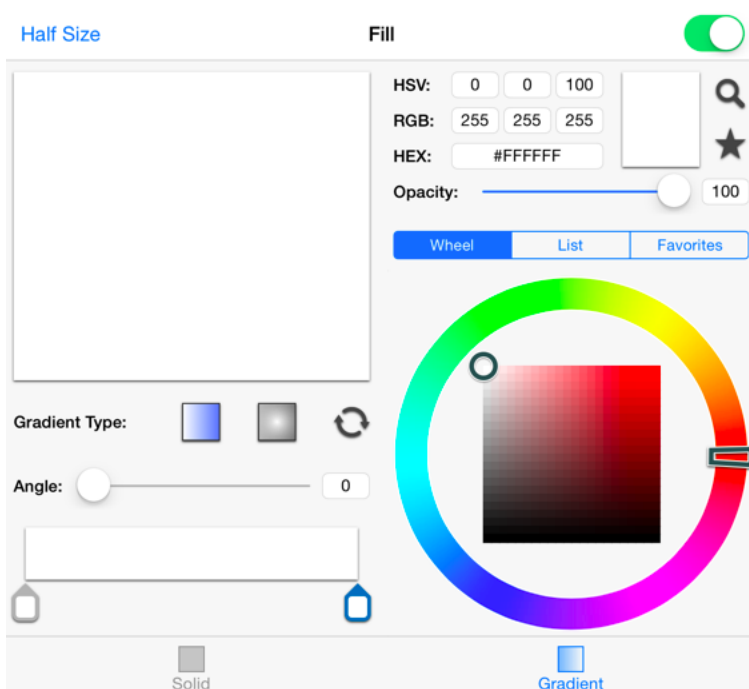 Half Size
Fill
HSV: 0 0 100
RGB: 255 255 255
HEX: #FFFFFF
Opacity: 100
Wheel List Favorites
Gradient Type:
Angle: 0
Solid
Gradient